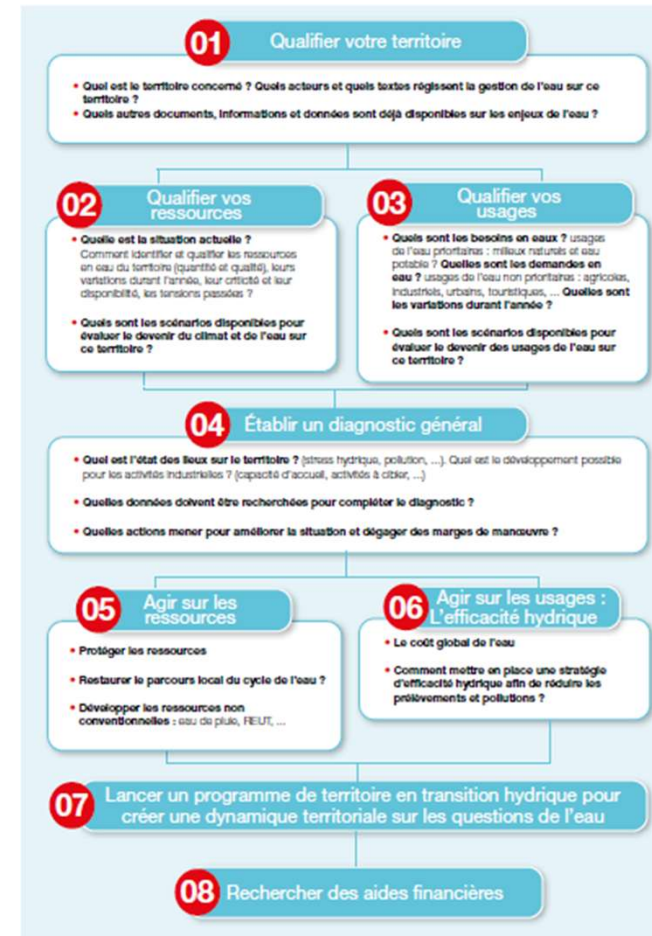 01
Qualifier votre territoire
• Quel est le territoire concerné ? Quels acteurs et quels textes régissent la gestion de l'eau sur ce
territoire ?
• Quels autres documents, informations et données sont déjà disponibles sur les enjeux de l'eau ?
02
Qualifier vos
ressources
• Quelle est la situation actuelle ?
Comment identifier et qualifier les ressources
en eau du territoire (quantité et qualité), leurs
variations durant l'année, leur criticité et leur
disponibilité, les tensions passées ?
• Quels sont les scénarios disponibles pour
évaluer le devenir du climat et de l'eau sur
ce territoire ?
03
Qualifier vos
usages
• Quels sont les besoins en eaux ? usages
de l'eau prioritaires : milieux naturels et eau
potable ? Quelles sont les demandes en
eau ? usages de l'eau non prioritaires : agricoles,
industriels, urbains, touristiques, ... Quelles sont
les variations durant l'année ?
• Quels sont les scénarios disponibles pour
évaluer le devenir des usages de l'eau sur
ce territoire ?
04
Établir un diagnostic général
• Quel est l'état des lieux sur le territoire ? (stress hydrique, pollution, ...). Quel est le développement possible
pour les activités industrielles ? (capacité d'accueil, activités à cibler, ...)
• Quelles données doivent être recherchées pour compléter le diagnostic ?
• Quelles actions mener pour améliorer la situation et dégager des marges de manœuvre ?
05
Agir sur les
ressources
• Protéger les ressources
• Restaurer le parcours local du cycle de l'eau ?
• Développer les ressources non
conventionnelles : eau de pluie, REUT, ...
06
Agir sur les usages :
L'efficacité hydrique
• Le coût global de l'eau
• Comment mettre en place une stratégie
d'efficacité hydrique afin de réduire les
prélèvements et pollutions ?
07
Lancer un programme de territoire en transition hydrique pour
créer une dynamique territoriale sur les questions de l'eau
08
Rechercher des aides financières